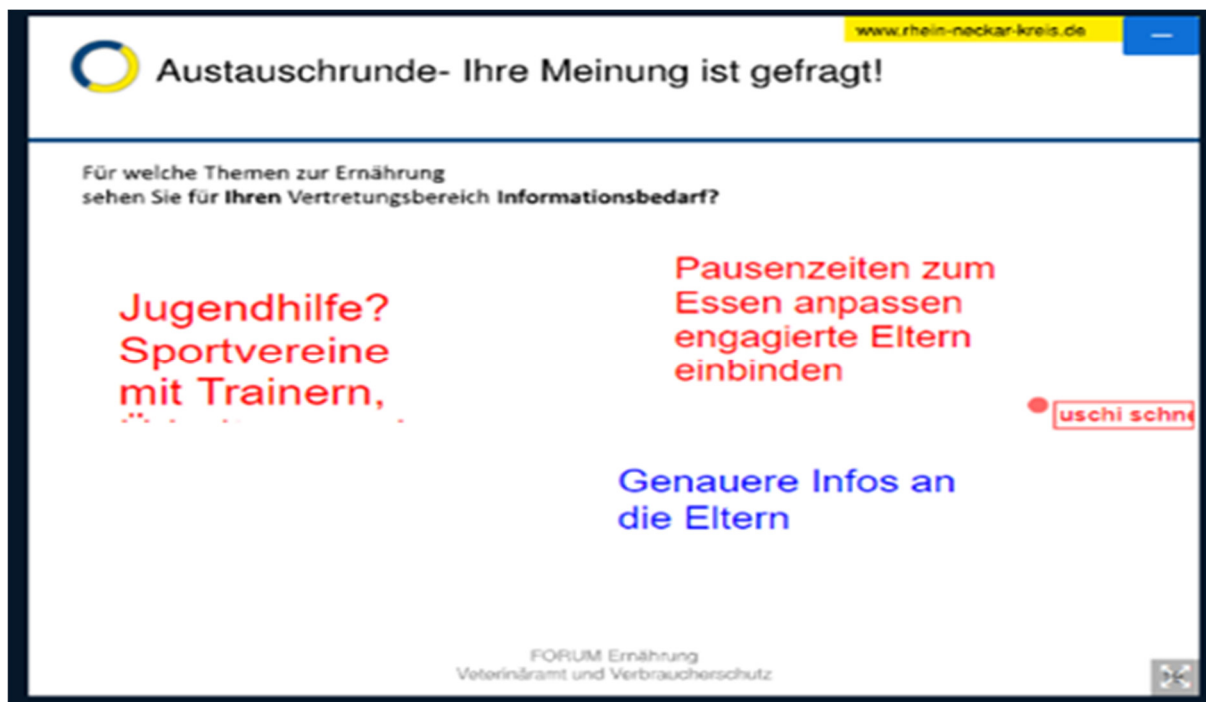 www.rhein-neckar-kreis.de
Austauschrunde- Ihre Meinung ist gefragt!
Für welche Themen zur Ernährung
sehen Sie für Ihren Vertretungsbereich Informationsbedarf?
Jugendhilfe?
Sportvereine
mit Trainern,
Pausenzeiten zum
Essen anpassen
engagierte Eltern
einbinden
uschi
Genauere Infos an
die Eltern
FORUM Ernährung
Veterinäramt und Verbraucherschutz